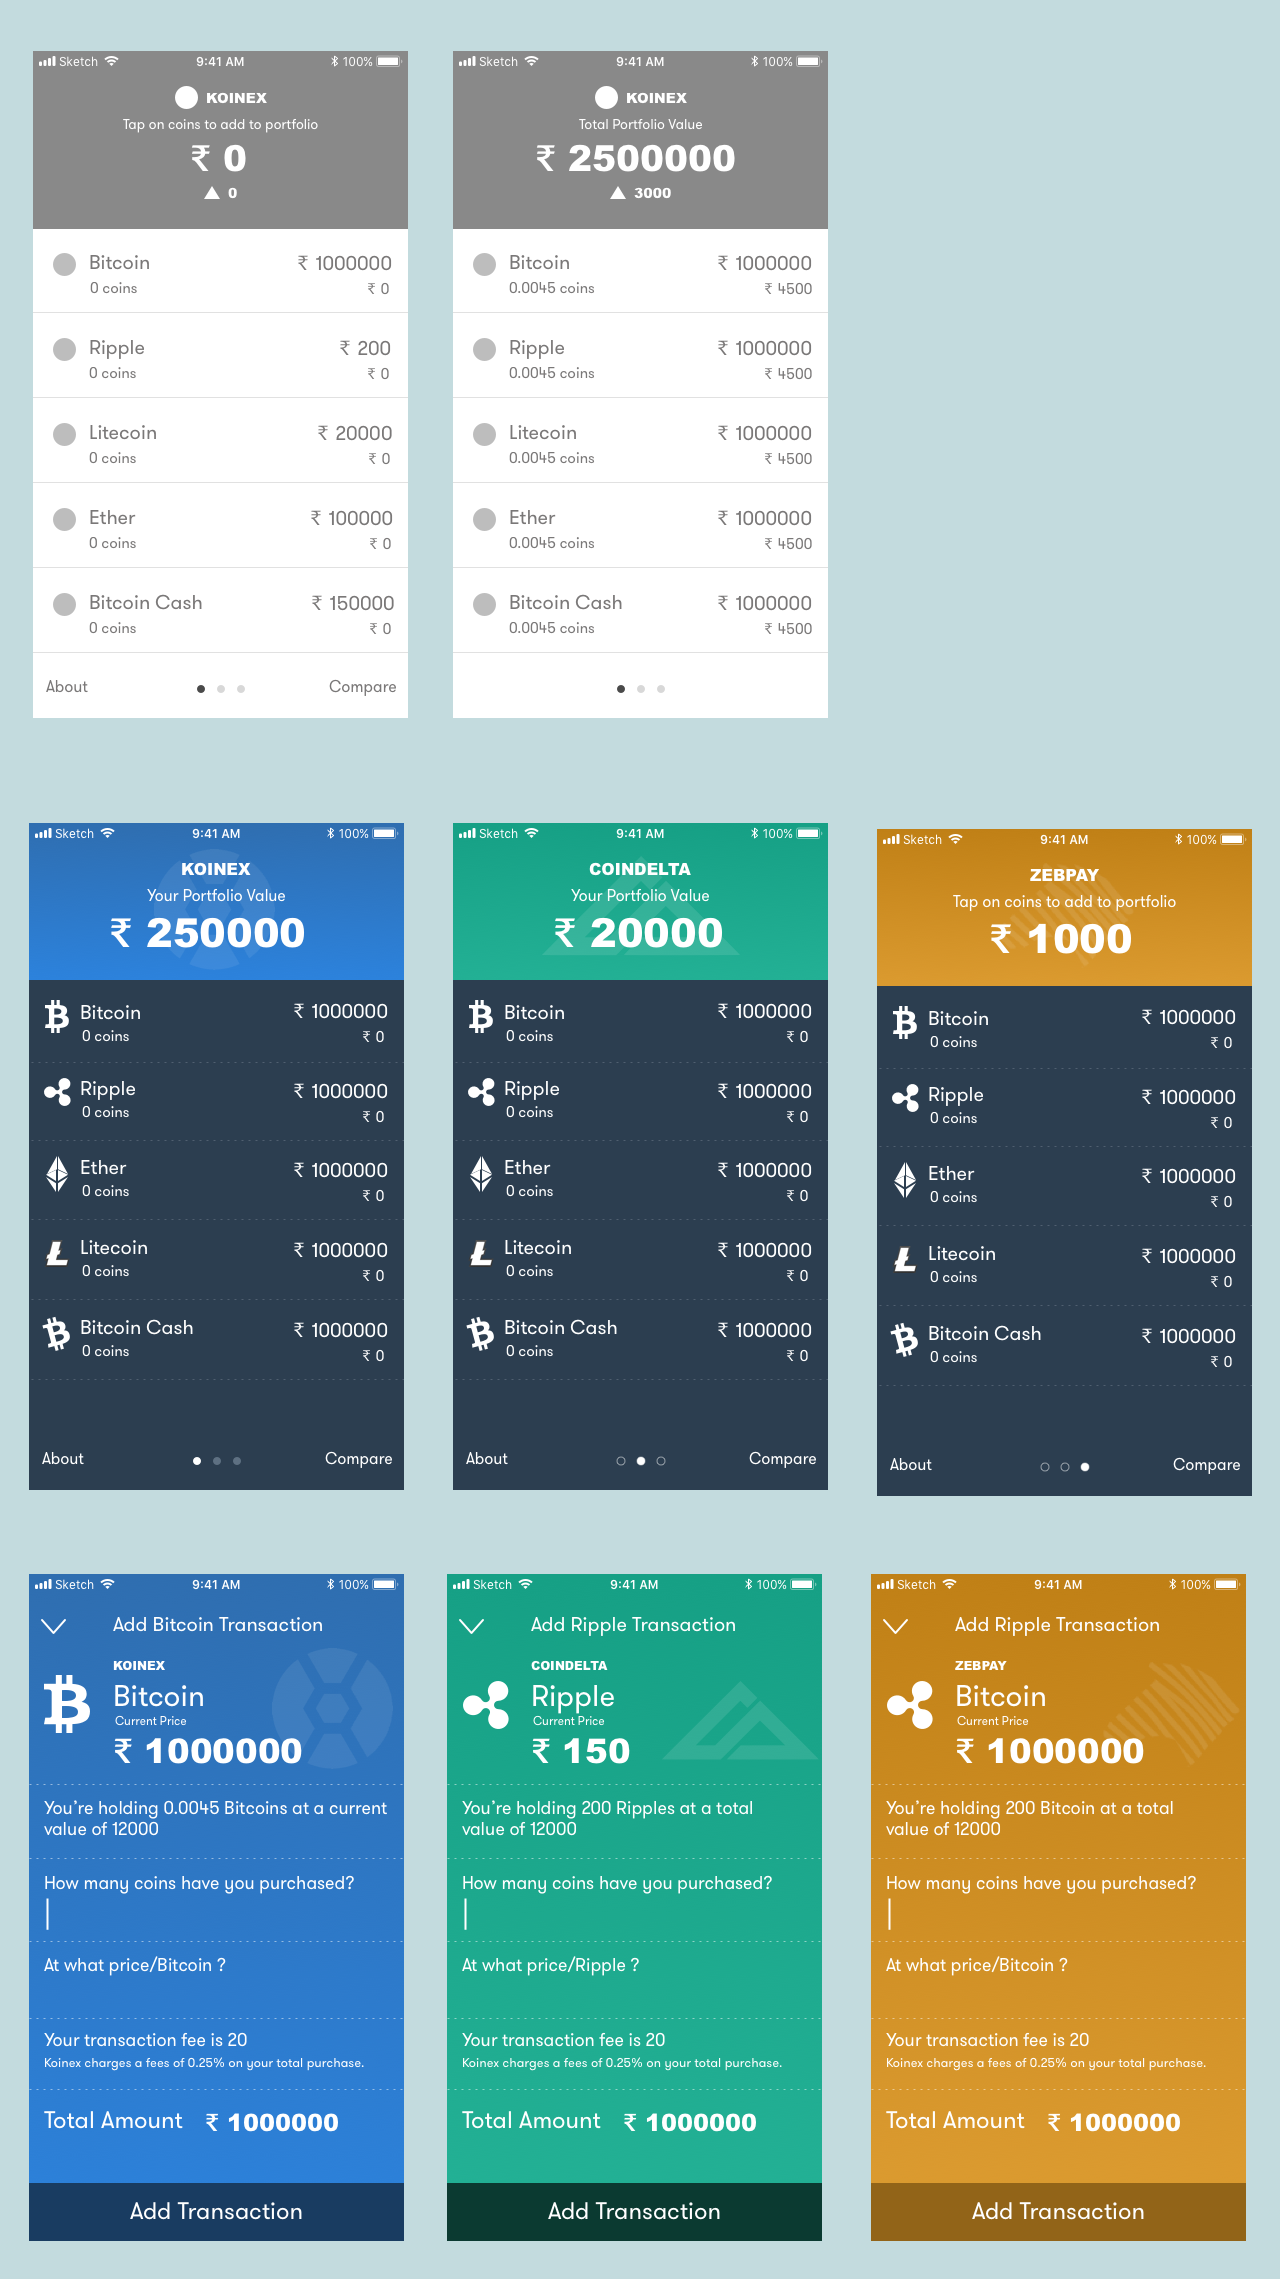 Sketch 9:41 AM 100%
KOINEX
Tap on coins to add to portfolio
₹ 0
0
Bitcoin ₹ 1000000
0 coins ₹ 0
Ripple ₹ 200
0 coins ₹ 0
Litecoin ₹ 20000
0 coins ₹ 0
Ether ₹ 100000
0 coins ₹ 0
Bitcoin Cash ₹ 150000
0 coins ₹ 0
About Compare
Sketch 9:41 AM 100%
KOINEX
Total Portfolio Value
₹ 2500000
3000
Bitcoin ₹ 1000000
0.0045 coins ₹ 4500
Ripple ₹ 1000000
0.0045 coins ₹ 4500
Litecoin ₹ 1000000
0.0045 coins ₹ 4500
Ether ₹ 1000000
0.0045 coins ₹ 4500
Bitcoin Cash ₹ 1000000
0.0045 coins ₹ 4500
Sketch 9:41 AM 100%
KOINEX
Your Portfolio Value
₹ 250000
Bitcoin ₹ 1000000
0 coins ₹ 0
Ripple ₹ 1000000
0 coins ₹ 0
Ether ₹ 1000000
0 coins ₹ 0
Litecoin ₹ 1000000
0 coins ₹ 0
Bitcoin Cash ₹ 1000000
0 coins ₹ 0
About Compare
Sketch 9:41 AM 100%
COINDELTA
Your Portfolio Value
₹ 20000
Bitcoin ₹ 1000000
0 coins ₹ 0
Ripple ₹ 1000000
0 coins ₹ 0
Ether ₹ 1000000
0 coins ₹ 0
Litecoin ₹ 1000000
0 coins ₹ 0
Bitcoin Cash ₹ 1000000
0 coins ₹ 0
About Compare
Sketch 9:41 AM 100%
ZEBPAY
Tap on coins to add to portfolio
₹ 1000
Bitcoin ₹ 1000000
0 coins ₹ 0
Ripple ₹ 1000000
0 coins ₹ 0
Ether ₹ 1000000
0 coins ₹ 0
Litecoin ₹ 1000000
0 coins ₹ 0
Bitcoin Cash ₹ 1000000
0 coins ₹ 0
About Compare
Sketch 9:41 AM 100%
Add Bitcoin Transaction
KOINEX
Bitcoin
Current Price
₹ 1000000
You're holding 0.0045 Bitcoins at a current
value of 12000
How many coins have you purchased?
At what price/Bitcoin ?
Your transaction fee is 20
Koinex charges a fees of 0.25% on your total purchase.
Total Amount ₹ 1000000
Add Transaction
Sketch 9:41 AM 100%
Add Ripple Transaction
COINDELTA
Ripple
Current Price
₹ 150
You're holding 200 Ripples at a total
value of 12000
How many coins have you purchased?
At what price/Ripple ?
Your transaction fee is 20
Koinex charges a fees of 0.25% on your total purchase.
Total Amount ₹ 1000000
Add Transaction
Sketch 9:41 AM 100%
Add Ripple Transaction
ZEBPAY
Bitcoin
Current Price
₹ 1000000
You're holding 200 Bitcoin at a total
value of 12000
How many coins have you purchased?
At what price/Bitcoin ?
Your transaction fee is 20
Koinex charges a fees of 0.25% on your total purchase.
Total Amount ₹ 1000000
Add Transaction